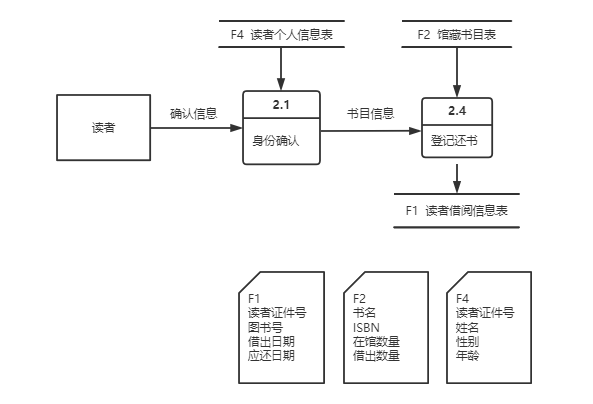 F4 读者个人信息表
F2 馆藏书目表
2.1
2.4
确认信息
书目信息
读者
身份确认
登记还书
F1 读者借阅信息表
F1
读者证件号
图书号
借出日期
应还日期
F2
书名
ISBN
在馆数量
借出数量
F4
读者证件号
姓名
性别
年龄